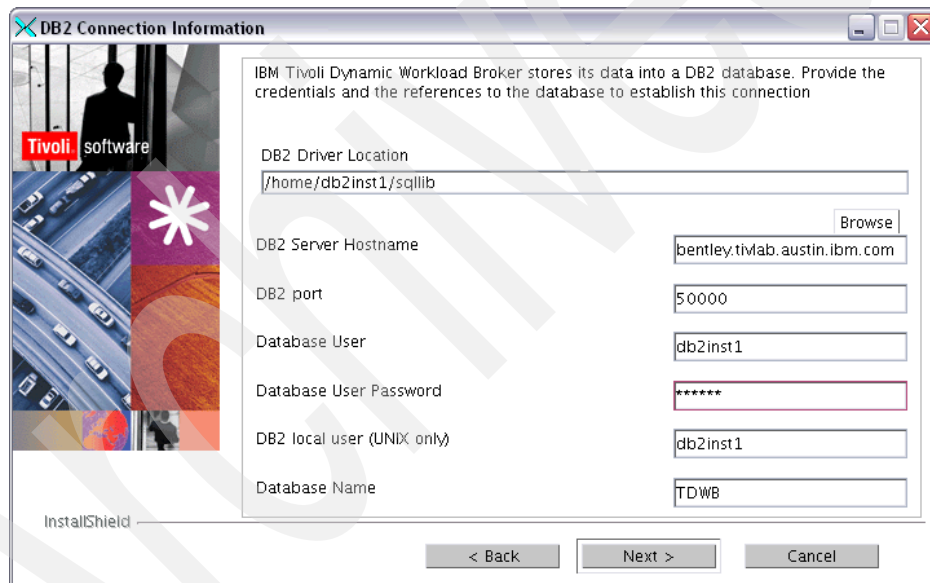 DB2 Connection Information
IBM Tivoli Dynamic Workload Broker stores its data into a DB2 database. Provide the
credentials and the references to the database to establish this connection
Tivoli. software
DB2 Driver Location
/home/db2inst1/sqllib
Browse
DB2 Server Hostname
bentley.tivlab.austin.ibm.com
DB2 port
50000
Database User
db2inst1
Database User Password
******
DB2 local user (UNIX only)
db2inst1
Database Name
TDWB
InstallShield
< Back
Next >
Cancel